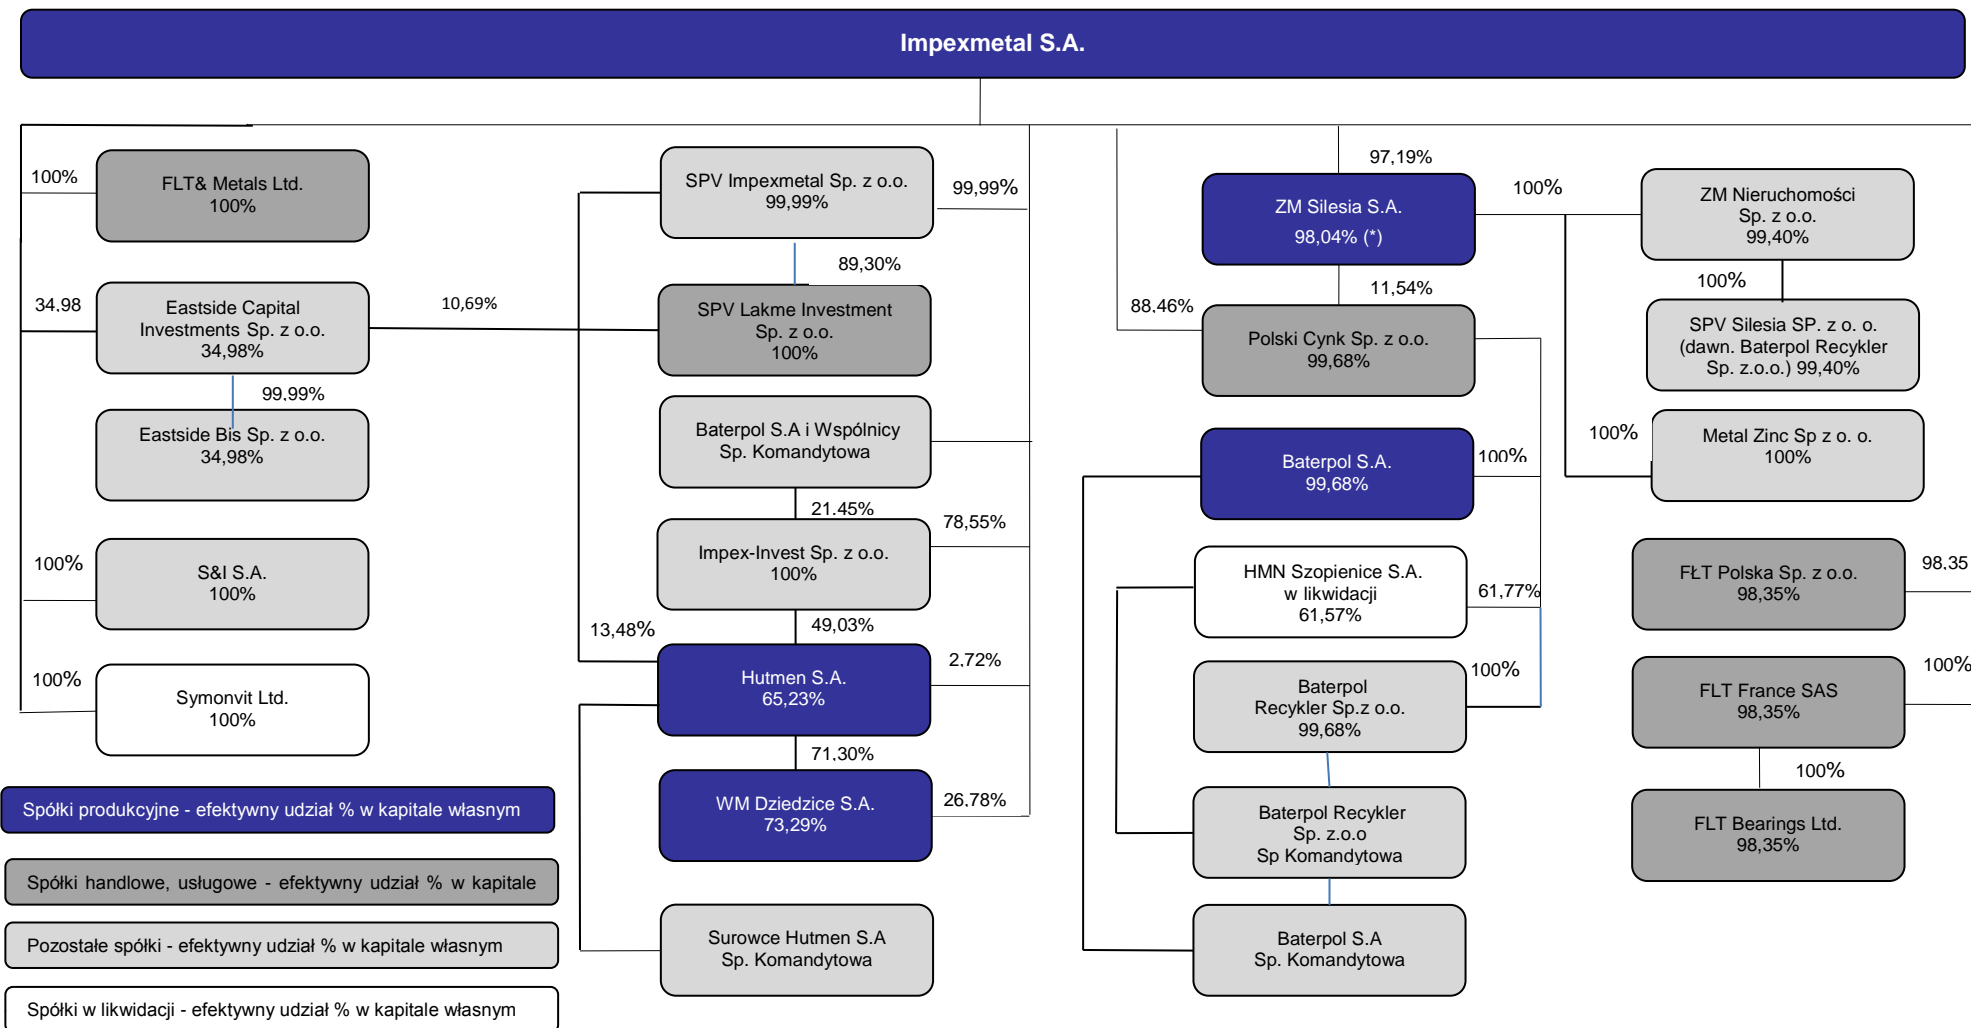 Impexmetal S.A.
100%
FLT& Metals Ltd.
100%
34,98
Eastside Capital
Investments Sp. z o.o.
34,98%
10,69%
99,99%
Eastside Bis Sp. z o.o.
34,98%
100%
S&I S.A.
100%
100%
Symonvit Ltd.
100%
SPV Impexmetal Sp. z o.o.
99,99%
99,99%
89,30%
SPV Lakme Investment
Sp. z o.o.
100%
Baterpol S.A i Wspólnicy
Sp. Komandytowa
21.45%
78,55%
Impex-Invest Sp. z o.o.
100%
49,03%
13,48%
2,72%
Hutmen S.A.
65,23%
71,30%
WM Dziedzice S.A.
73,29%
26,78%
Surowce Hutmen S.A
Sp. Komandytowa
97,19%
ZM Silesia S.A.
98,04% (*)
100%
11,54%
88,46%
Polski Cynk Sp. z o.o.
99,68%
Baterpol S.A.
99,68%
100%
HMN Szopienice S.A.
w likwidacji
61,57%
61,77%
Baterpol
Recykler Sp.z o.o.
99,68%
100%
Baterpol Recykler
Sp. z.o.o
Sp Komandytowa
Baterpol S.A
Sp. Komandytowa
ZM Nieruchomości
Sp. z o.o.
99,40%
100%
SPV Silesia SP. z o. o.
(dawn. Baterpol Recykler
Sp. z.o.o.) 99,40%
100%
Metal Zinc Sp z o. o.
100%
FŁT Polska Sp. z o.o.
98,35%
98,35
FLT France SAS
98,35%
100%
100%
FLT Bearings Ltd.
98,35%
Spółki produkcyjne - efektywny udział % w kapitale własnym
Spółki handlowe, usługowe - efektywny udział % w kapitale
Pozostałe spółki - efektywny udział % w kapitale własnym
Spółki w likwidacji - efektywny udział % w kapitale własnym